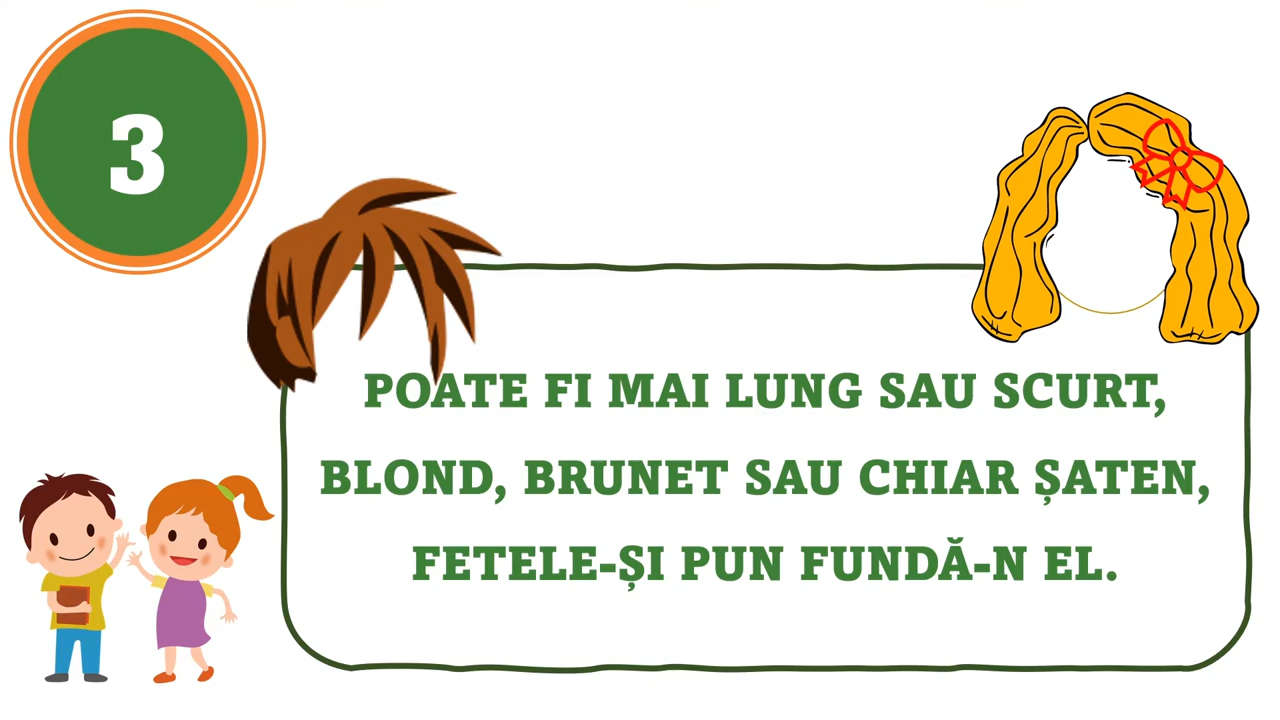 3
POATE FI MAI LUNG SAU SCURT,
BLOND, BRUNET SAU CHIAR ȘATEN,
FETELE-ȘI PUN FUNDĂ-N EL.